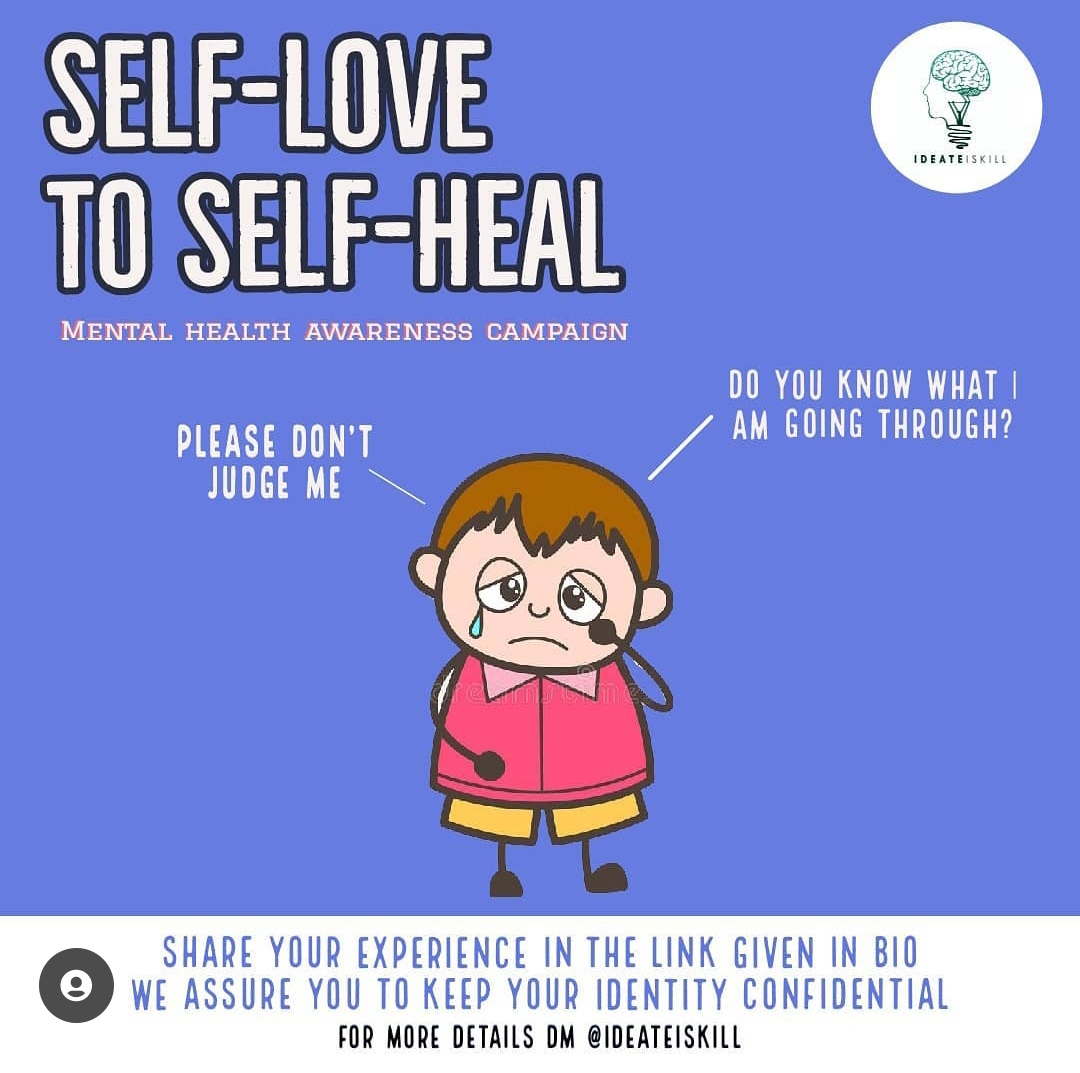 SELF-LOVE
TO SELF-HEAL
IDEATEISKILL
MENTAL HEALTH AWARENESS CAMPAIGN
DO YOU KNOW WHAT I
AM GOING THROUGH?
PLEASE DON'T
JUDGE ME
dreamstime
SHARE YOUR EXPERIENCE IN THE LINK GIVEN IN BIO
WE ASSURE YOU TO KEEP YOUR IDENTITY CONFIDENTIAL
FOR MORE DETAILS DM @IDEATEISKILL